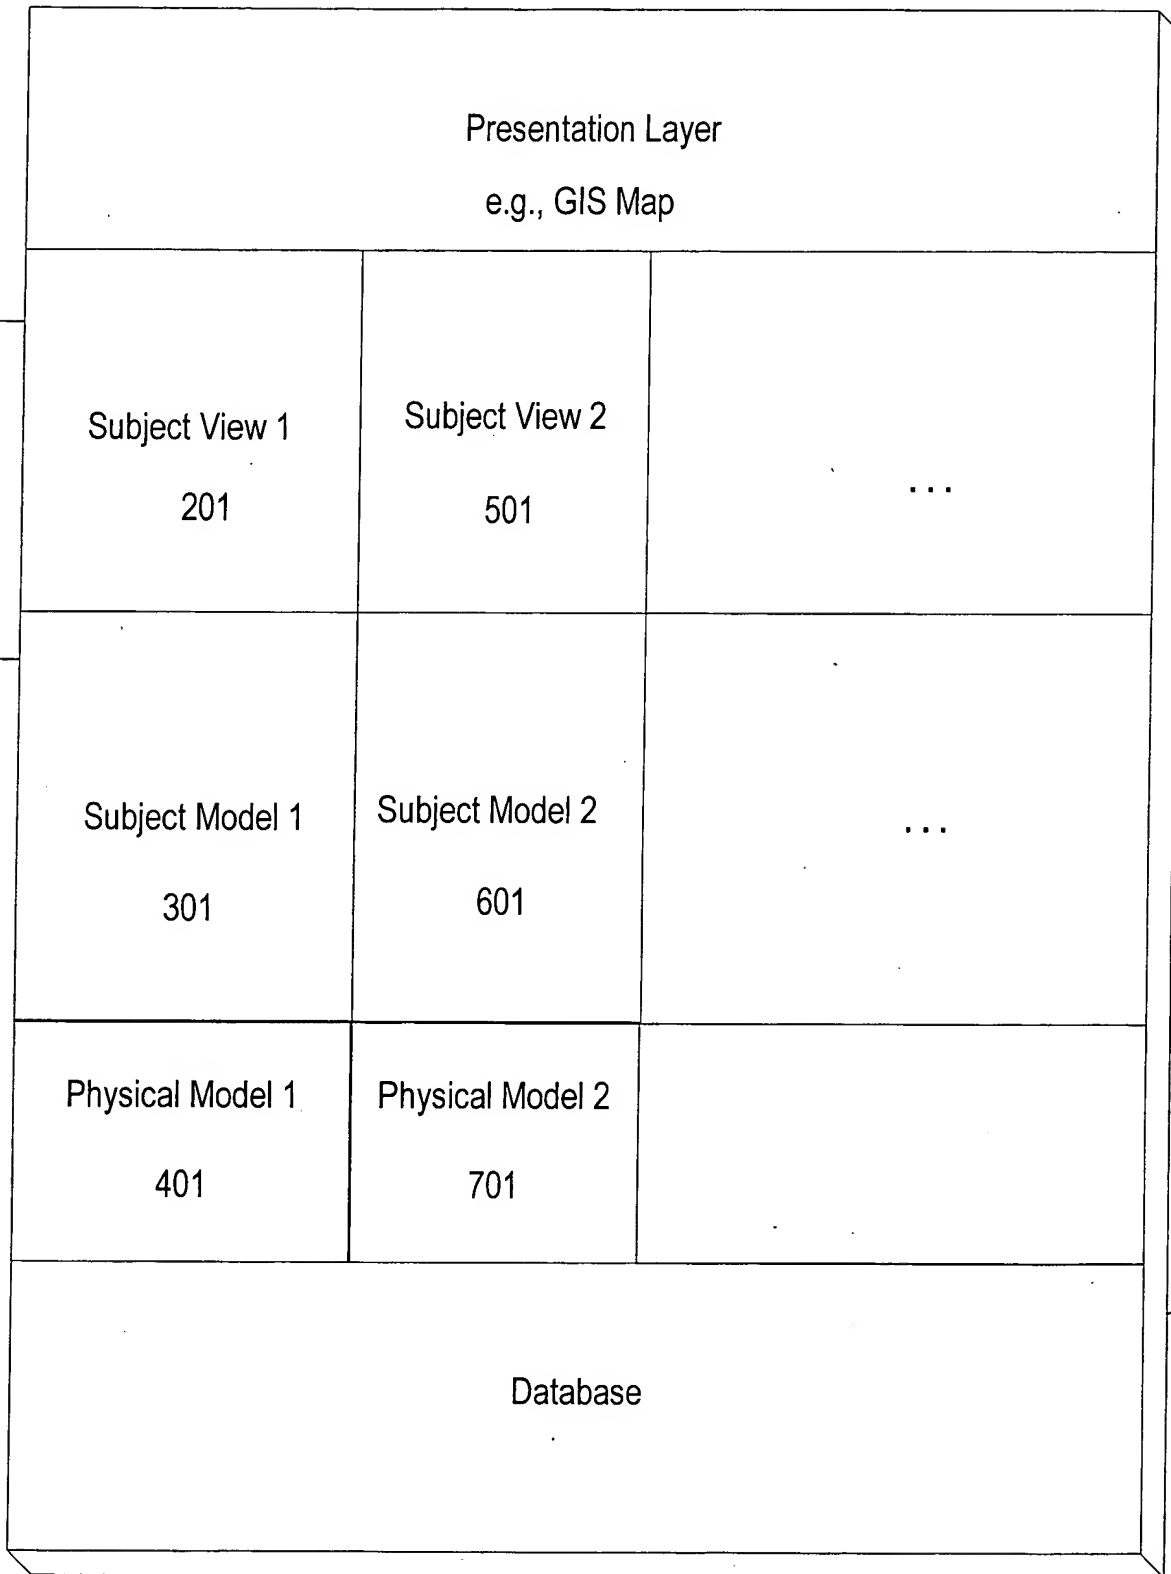 Presentation Layer
e.g., GIS Map
Subject View 1
201
Subject View 2
501
...
Subject Model 1
301
Subject Model 2
601
...
Physical Model 1
401
Physical Model 2
701
Database